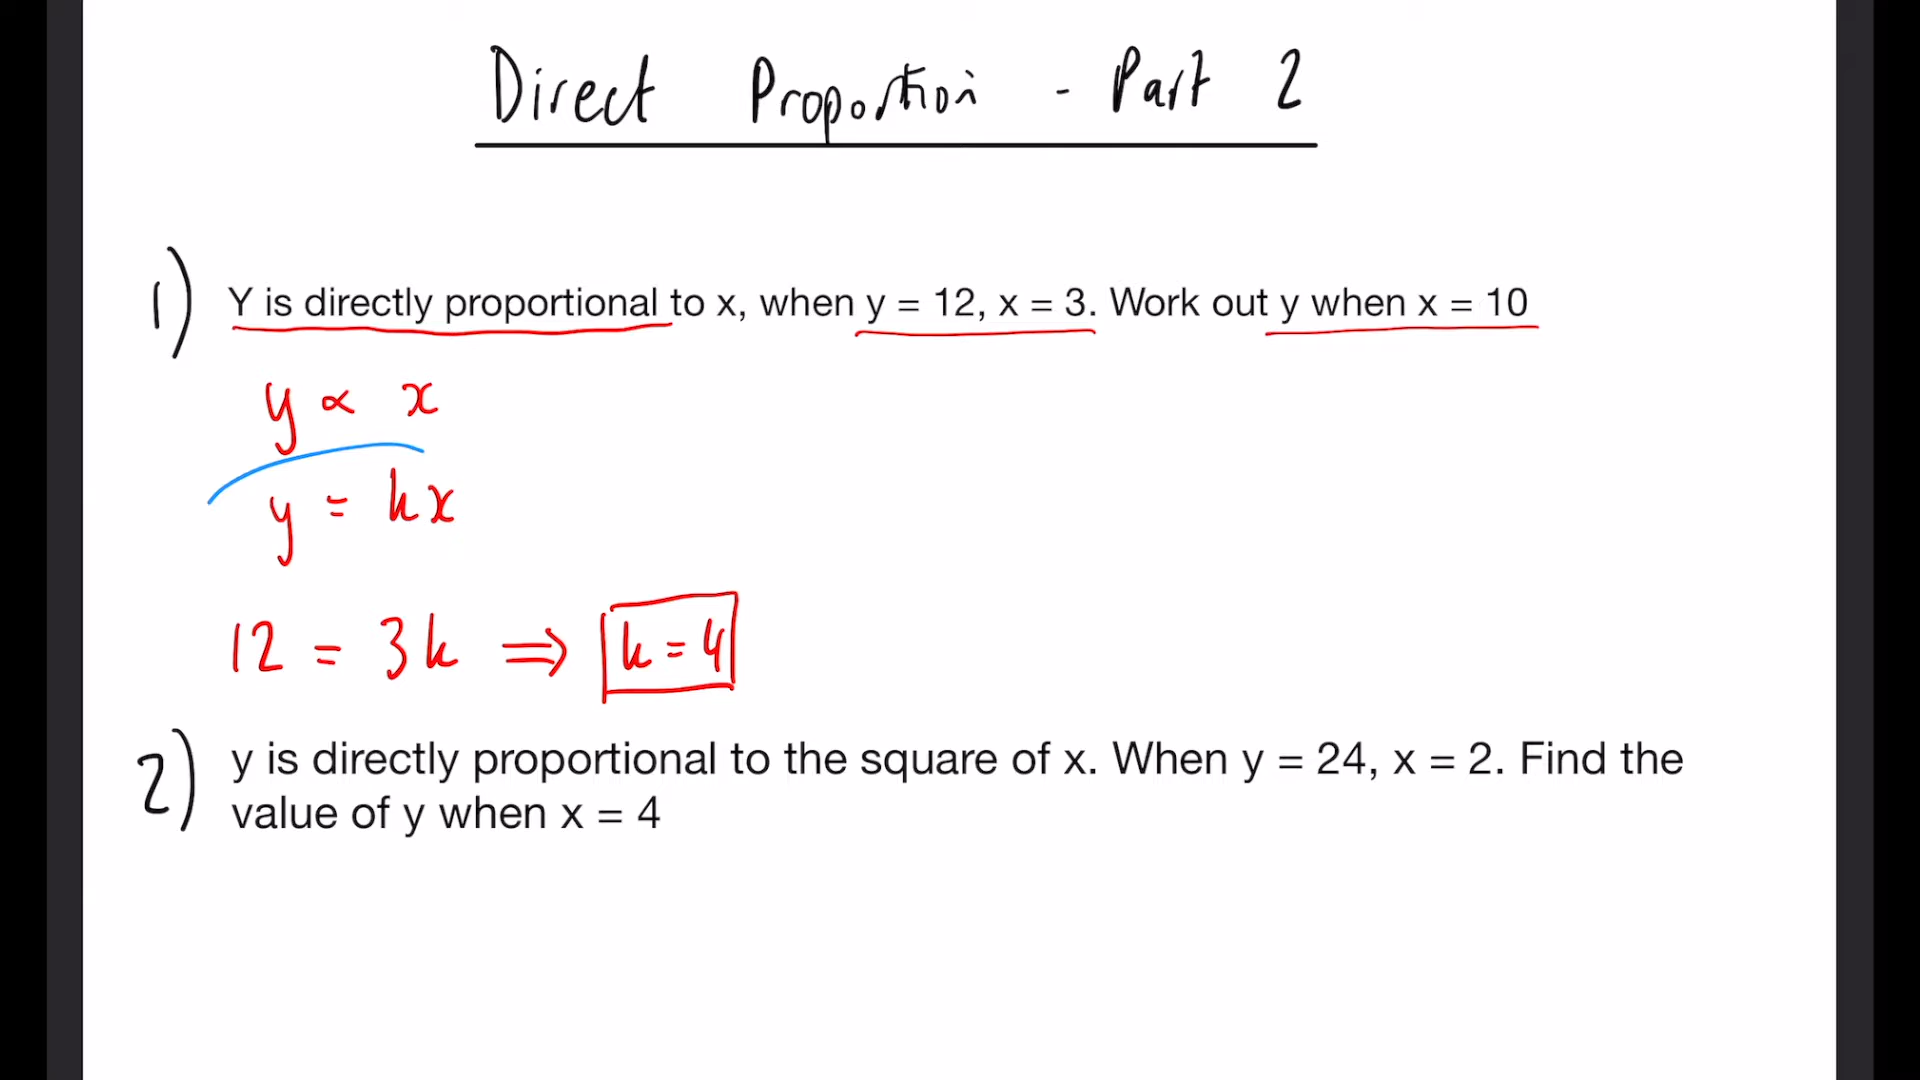 Direct Proportion - Part 2
1) Y is directly proportional to x, when y = 12, x = 3. Work out y when x = 10
y ∝ x
y = kx
12 = 3k ⇒ k = 4
2) y is directly proportional to the square of x. When y = 24, x = 2. Find the
value of y when x = 4